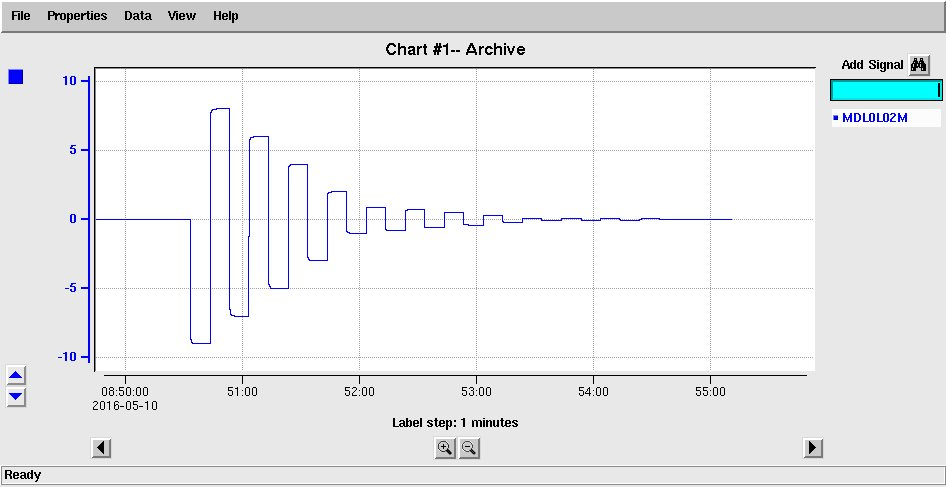 File Properties Data View Help
Chart #1-- Archive
Add Signal
MDL0L02M
10
5
0
-5
-10
08:50:00 51:00 52:00 53:00 54:00 55:00
2016-05-10
Label step: 1 minutes
Ready